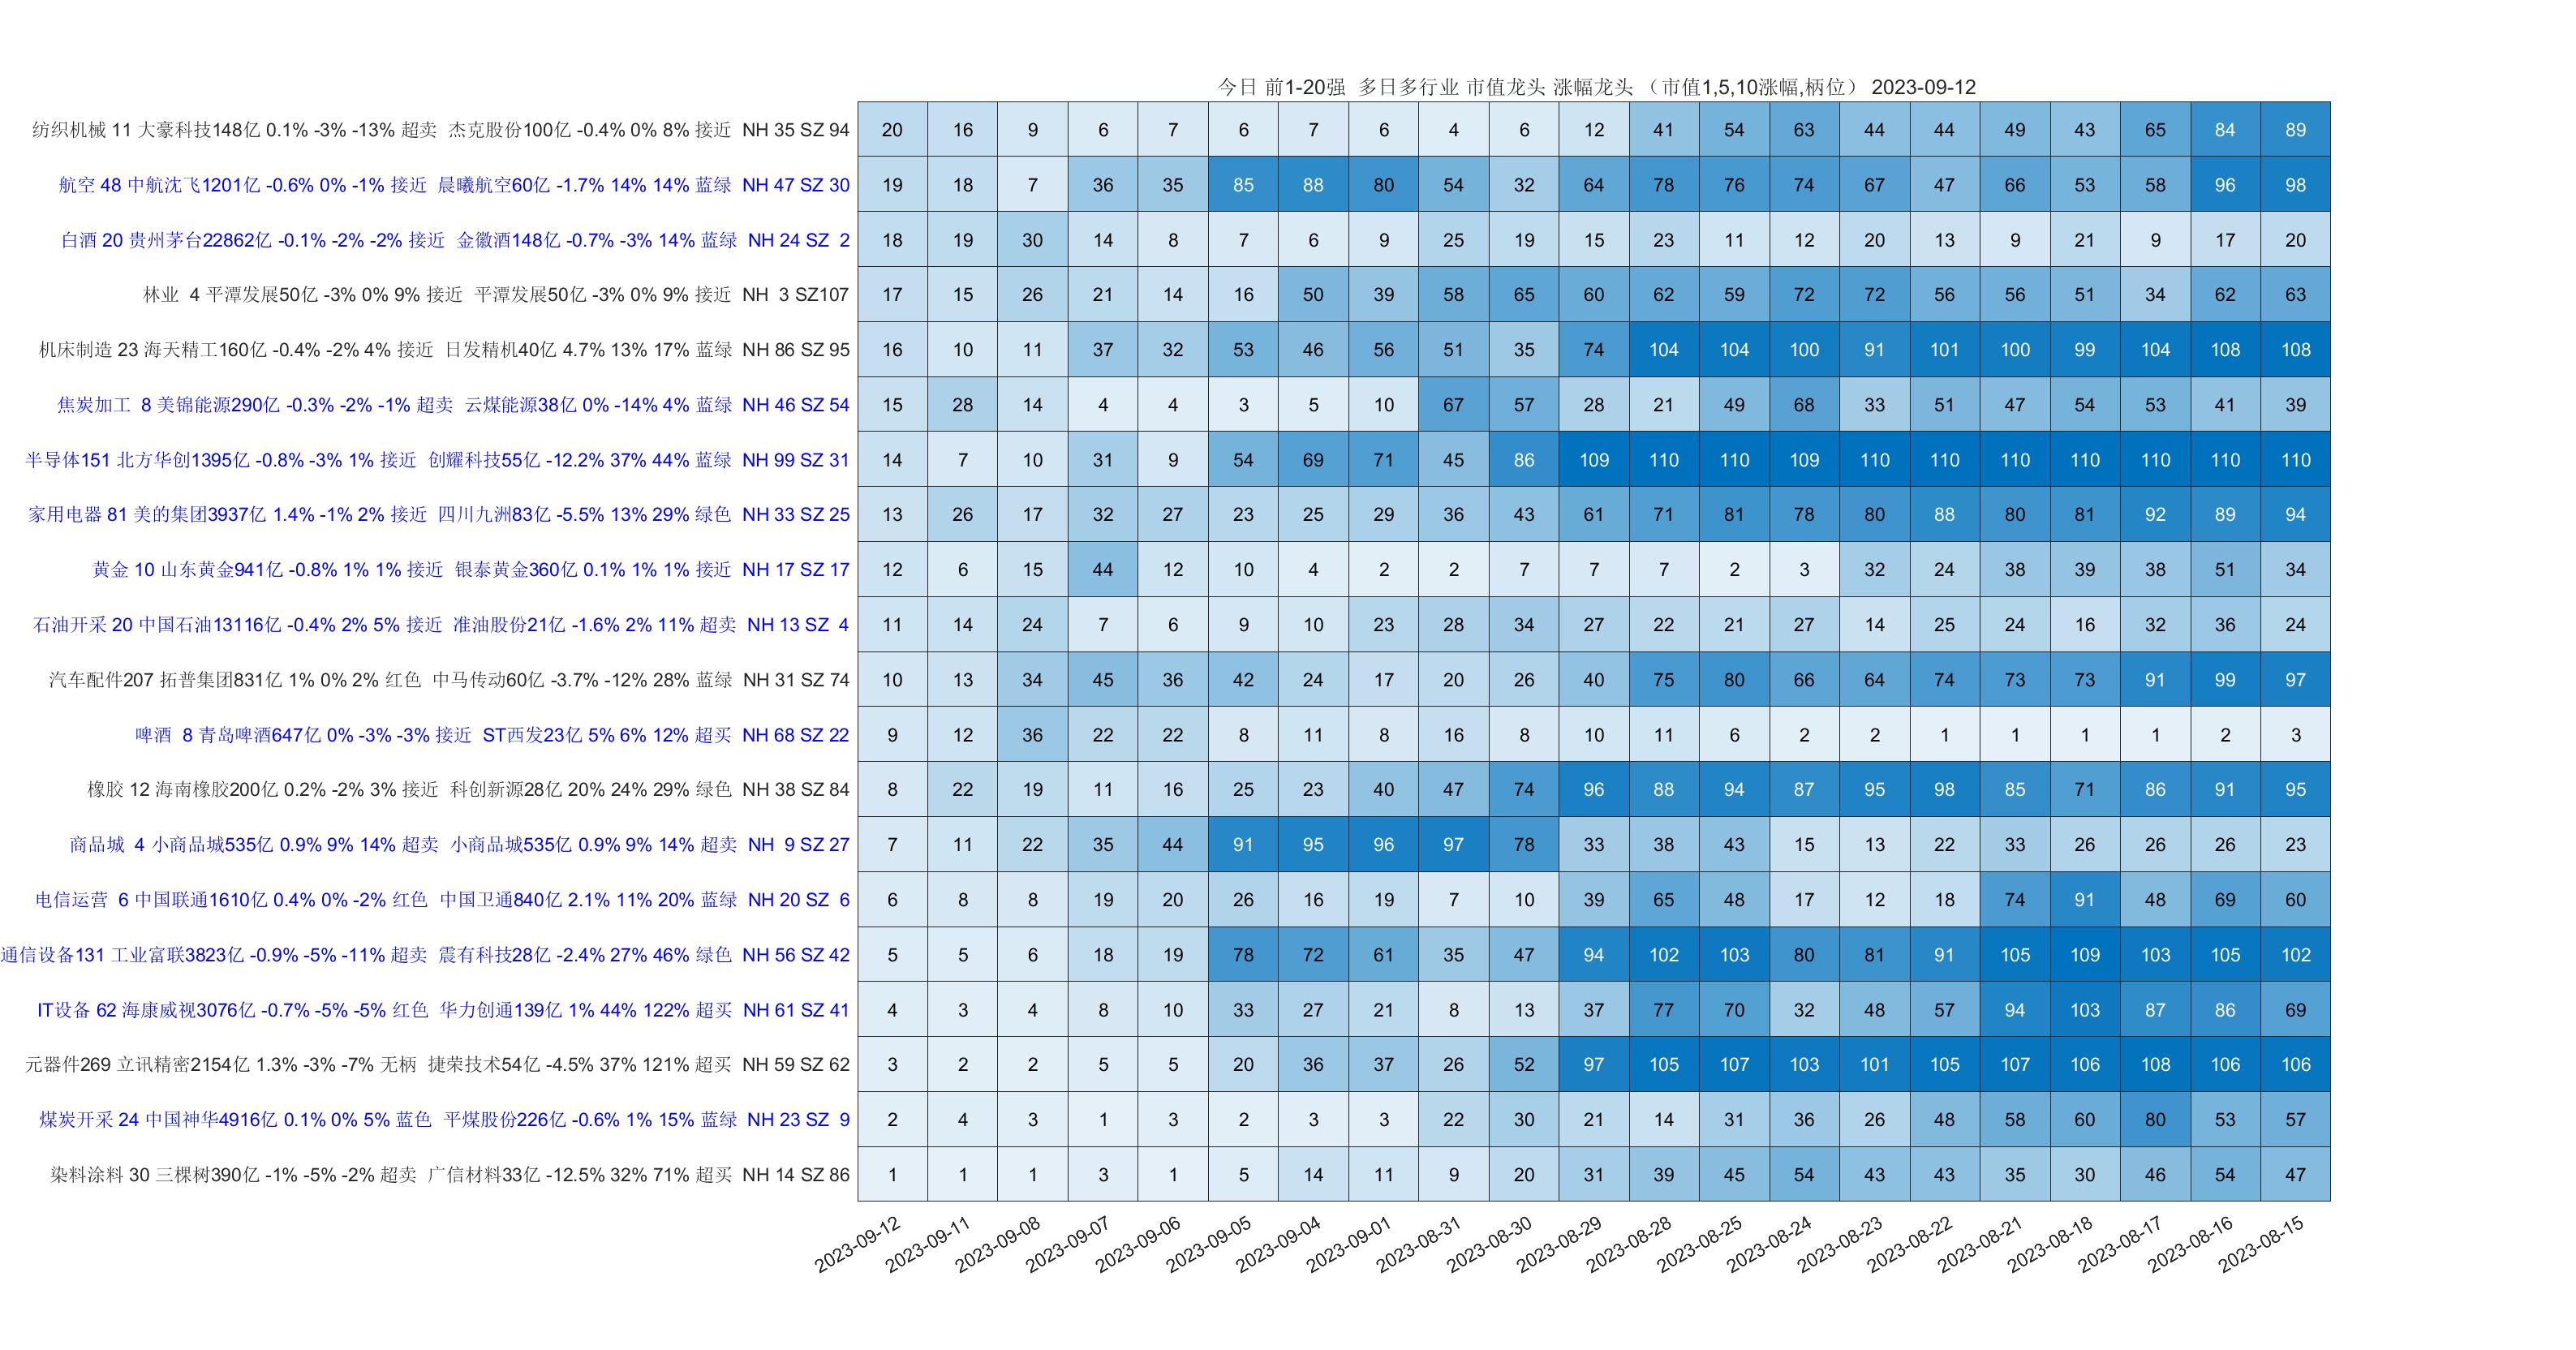 今日 前1-20强 多日多行业 市值龙头 涨幅龙头 （市值1,5,10涨幅,柄位） 2023-09-12
纺织机械 11 大豪科技148亿 0.1% -3% -13% 超卖 杰克股份100亿 -0.4% 0% 8% 接近 NH 35 SZ 94 20 16 9 6 7 6 7 6 4 6 12 41 54 63 44 44 49 43 65 84 89
航空 48 中航沈飞1201亿 -0.6% 0% -1% 接近 晨曦航空60亿 -1.7% 14% 14% 蓝绿 NH 47 SZ 30 19 18 7 36 35 85 88 80 54 32 64 78 76 74 67 47 66 53 58 96 98
白酒 20 贵州茅台22862亿 -0.1% -2% -2% 接近 金徽酒148亿 -0.7% -3% 14% 蓝绿 NH 24 SZ 2 18 19 30 14 8 7 6 9 25 19 15 23 11 12 20 13 9 21 9 17 20
林业 4 平潭发展50亿 -3% 0% 9% 接近 平潭发展50亿 -3% 0% 9% 接近 NH 3 SZ107 17 15 26 21 14 16 50 39 58 65 60 62 59 72 72 56 56 51 34 62 63
机床制造 23 海天精工160亿 -0.4% -2% 4% 接近 日发精机40亿 4.7% 13% 17% 蓝绿 NH 86 SZ 95 16 10 11 37 32 53 46 56 51 35 74 104 104 100 91 101 100 99 104 108 108
焦炭加工 8 美锦能源290亿 -0.3% -2% -1% 超卖 云煤能源38亿 0% -14% 4% 蓝绿 NH 46 SZ 54 15 28 14 4 4 3 5 10 67 57 28 21 49 68 33 51 47 54 53 41 39
半导体151 北方华创1395亿 -0.8% -3% 1% 接近 创耀科技55亿 -12.2% 37% 44% 蓝绿 NH 99 SZ 31 14 7 10 31 9 54 69 71 45 86 109 110 110 109 110 110 110 110 110 110 110
家用电器 81 美的集团3937亿 1.4% -1% 2% 接近 四川九洲83亿 -5.5% 13% 29% 绿色 NH 33 SZ 25 13 26 17 32 27 23 25 29 36 43 61 71 81 78 80 88 80 81 92 89 94
黄金 10 山东黄金941亿 -0.8% 1% 1% 接近 银泰黄金360亿 0.1% 1% 1% 接近 NH 17 SZ 17 12 6 15 44 12 10 4 2 2 7 7 7 2 3 32 24 38 39 38 51 34
石油开采 20 中国石油13116亿 -0.4% 2% 5% 接近 准油股份21亿 -1.6% 2% 11% 超卖 NH 13 SZ 4 11 14 24 7 6 9 10 23 28 34 27 22 21 27 14 25 24 16 32 36 24
汽车配件207 拓普集团831亿 1% 0% 2% 红色 中马传动60亿 -3.7% -12% 28% 蓝绿 NH 31 SZ 74 10 13 34 45 36 42 24 17 20 26 40 75 80 66 64 74 73 73 91 99 97
啤酒 8 青岛啤酒647亿 0% -3% -3% 接近 ST西发23亿 5% 6% 12% 超买 NH 68 SZ 22 9 12 36 22 22 8 11 8 16 8 10 11 6 2 2 1 1 1 1 2 3
橡胶 12 海南橡胶200亿 0.2% -2% 3% 接近 科创新源28亿 20% 24% 29% 绿色 NH 38 SZ 84 8 22 19 11 16 25 23 40 47 74 96 88 94 87 95 98 85 71 86 91 95
商品城 4 小商品城535亿 0.9% 9% 14% 超卖 小商品城535亿 0.9% 9% 14% 超卖 NH 9 SZ 27 7 11 22 35 44 91 95 96 97 78 33 38 43 15 13 22 33 26 26 26 23
电信运营 6 中国联通1610亿 0.4% 0% -2% 红色 中国卫通840亿 2.1% 11% 20% 蓝绿 NH 20 SZ 6 6 8 8 19 20 26 16 19 7 10 39 65 48 17 12 18 74 91 48 69 60
通信设备131 工业富联3823亿 -0.9% -5% -11% 超卖 震有科技28亿 -2.4% 27% 46% 绿色 NH 56 SZ 42 5 5 6 18 19 78 72 61 35 47 94 102 103 80 81 91 105 109 103 105 102
IT设备 62 海康威视3076亿 -0.7% -5% -5% 红色 华力创通139亿 1% 44% 122% 超买 NH 61 SZ 41 4 3 4 8 10 33 27 21 8 13 37 77 70 32 48 57 94 103 87 86 69
元器件269 立讯精密2154亿 1.3% -3% -7% 无柄 捷荣技术54亿 -4.5% 37% 121% 超买 NH 59 SZ 62 3 2 2 5 5 20 36 37 26 52 97 105 107 103 101 105 107 106 108 106 106
煤炭开采 24 中国神华4916亿 0.1% 0% 5% 蓝色 平煤股份226亿 -0.6% 1% 15% 蓝绿 NH 23 SZ 9 2 4 3 1 3 2 3 3 22 30 21 14 31 36 26 48 58 60 80 53 57
染料涂料 30 三棵树390亿 -1% -5% -2% 超卖 广信材料33亿 -12.5% 32% 71% 超买 NH 14 SZ 86 1 1 1 3 1 5 14 11 9 20 31 39 45 54 43 43 35 30 46 54 47
2023-09-12 2023-09-11 2023-09-08 2023-09-07 2023-09-06 2023-09-05 2023-09-04 2023-09-01 2023-08-31 2023-08-30 2023-08-29 2023-08-28 2023-08-25 2023-08-24 2023-08-23 2023-08-22 2023-08-21 2023-08-18 2023-08-17 2023-08-16 2023-08-15